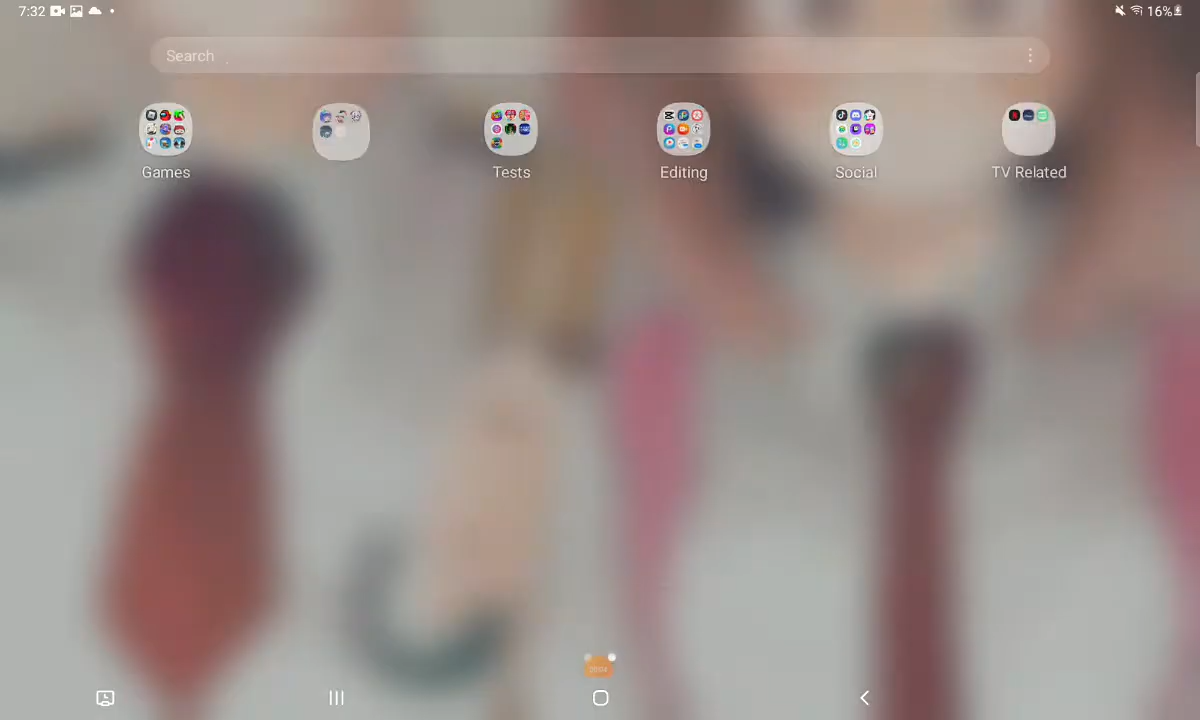 7:32
16%
Search
Games
Tests
Editing
Social
TV Related